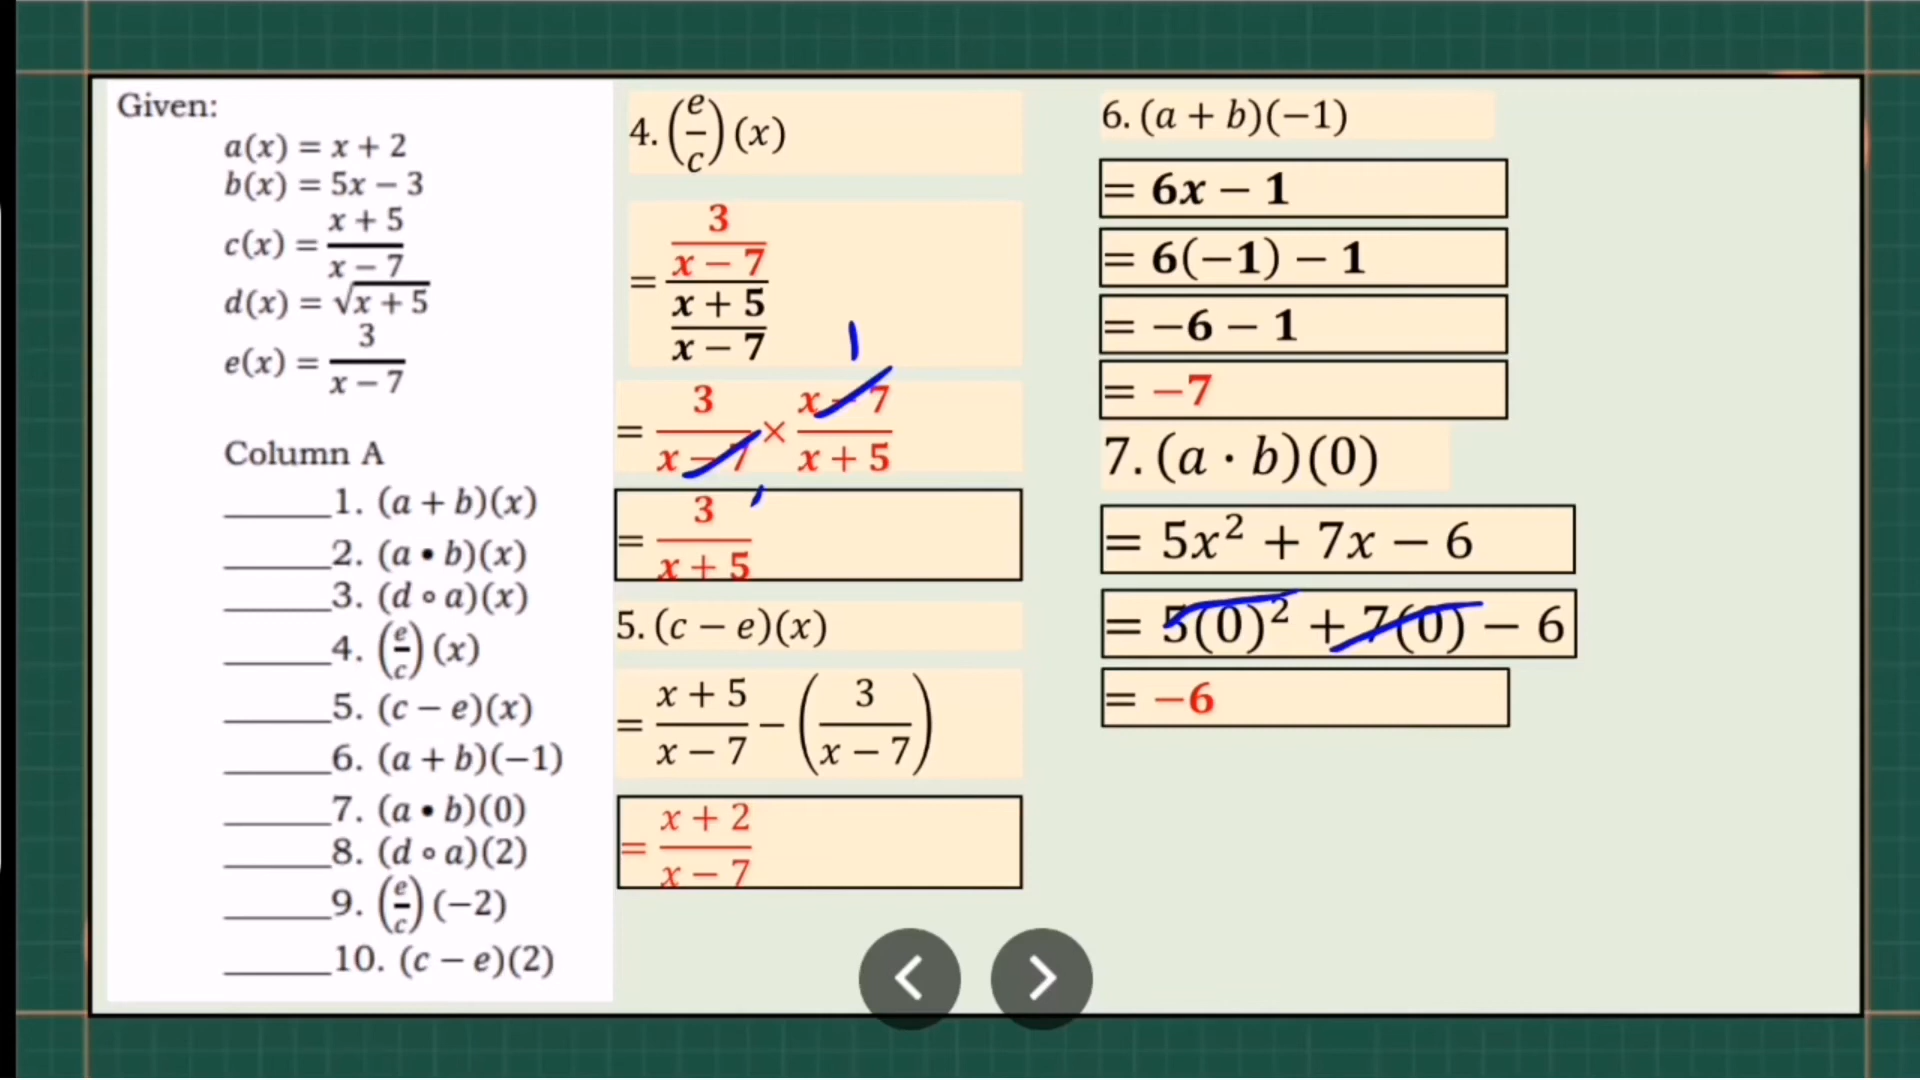 Given:
a(x) = x + 2
b(x) = 5x − 3
c(x) = (x + 5)/(x − 7)
d(x) = √(x + 5)
e(x) = 3/(x − 7)
Column A
______1. (a + b)(x)
______2. (a • b)(x)
______3. (d ∘ a)(x)
______4. (e/c)(x)
______5. (c − e)(x)
______6. (a + b)(−1)
______7. (a • b)(0)
______8. (d ∘ a)(2)
______9. (e/c)(−2)
______10. (c − e)(2)
4. (e/c)(x)
= (3/(x − 7))/((x + 5)/(x − 7))
1
= 3/(x − 7) × (x − 7)/(x + 5)
= 3/(x + 5)
5. (c − e)(x)
= (x + 5)/(x − 7) − (3/(x − 7))
= (x + 2)/(x − 7)
6. (a + b)(−1)
= 6x − 1
= 6(−1) − 1
= −6 − 1
= −7
7. (a · b)(0)
= 5x² + 7x − 6
= 5(0)² + 7(0) − 6
= −6